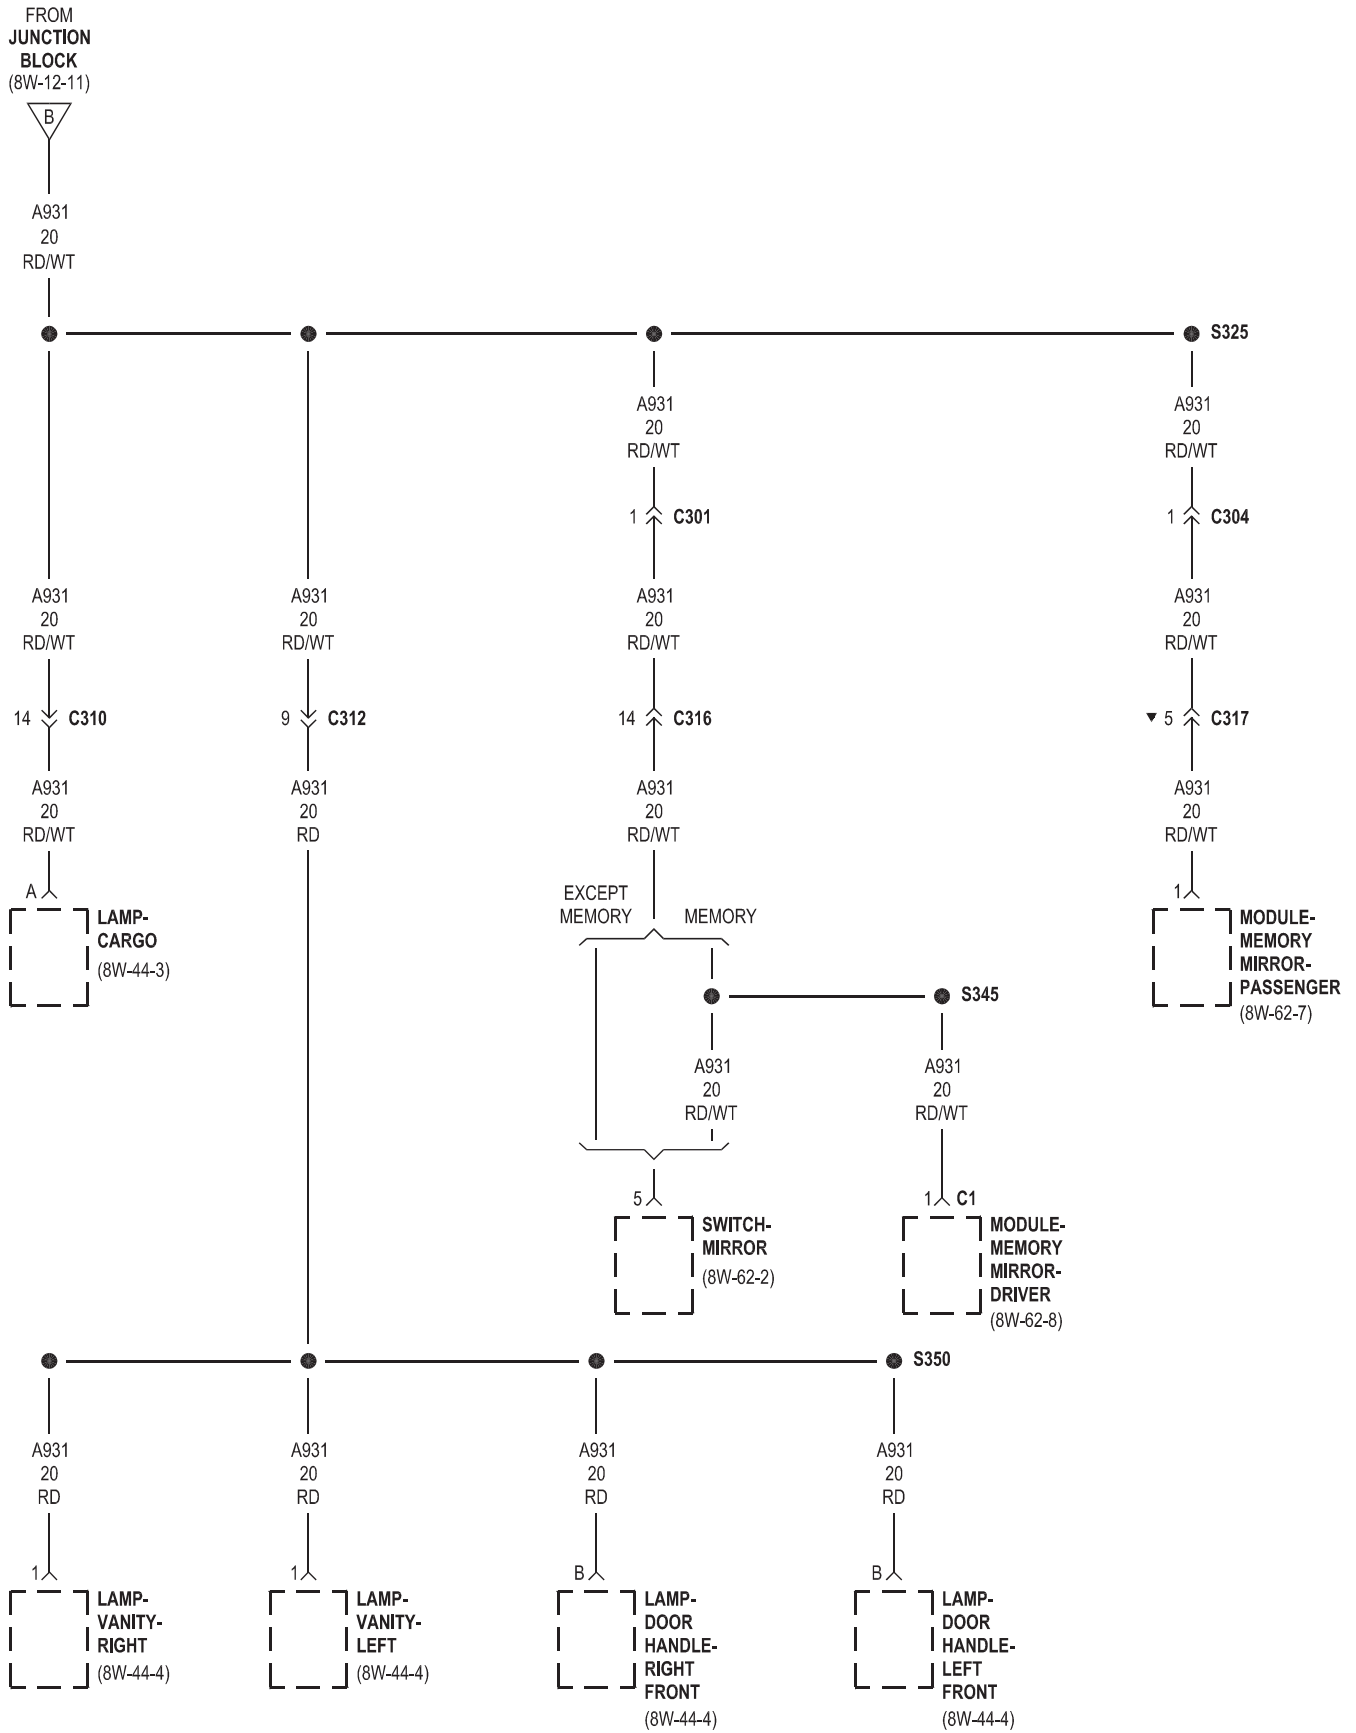 FROM
JUNCTION
BLOCK
(8W-12-11)
B
A931
20
RD/WT
S325
A931
20
RD/WT
A931
20
RD/WT
1 C301
1 C304
A931
20
RD/WT
A931
20
RD/WT
A931
20
RD/WT
A931
20
RD/WT
14 C310
9 C312
14 C316
▼ 5 C317
A931
20
RD/WT
A931
20
RD
A931
20
RD/WT
A931
20
RD/WT
A
LAMP-
CARGO
(8W-44-3)
EXCEPT
MEMORY
MEMORY
1
MODULE-
MEMORY
MIRROR-
PASSENGER
(8W-62-7)
S345
A931
20
RD/WT
A931
20
RD/WT
5
SWITCH-
MIRROR
(8W-62-2)
1 C1
MODULE-
MEMORY
MIRROR-
DRIVER
(8W-62-8)
S350
A931
20
RD
A931
20
RD
A931
20
RD
A931
20
RD
1
LAMP-
VANITY-
RIGHT
(8W-44-4)
1
LAMP-
VANITY-
LEFT
(8W-44-4)
B
LAMP-
DOOR
HANDLE-
RIGHT
FRONT
(8W-44-4)
B
LAMP-
DOOR
HANDLE-
LEFT
FRONT
(8W-44-4)